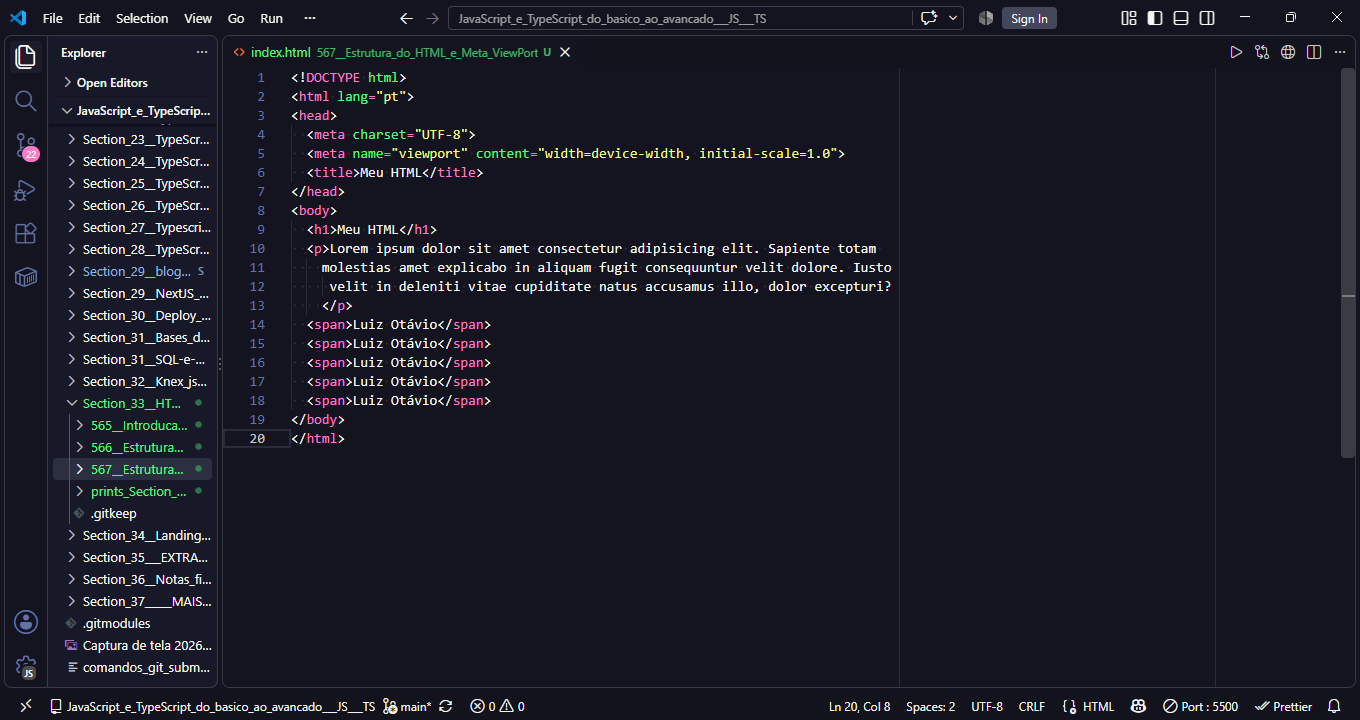 File Edit Selection View Go Run ···
JavaScript_e_TypeScript_do_basico_ao_avancado___JS___TS
Sign In
Explorer
Open Editors
JavaScript_e_TypeScrip...
Section_23__TypeScr...
Section_24__TypeScr...
Section_25__TypeScr...
Section_26__TypeScr...
Section_27__Typescri...
Section_28__TypeScr...
Section_29__blog... S
Section_29__NextJS_...
Section_30__Deploy_...
Section_31__Bases_d...
Section_31__SQL-e-...
Section_32__Knex_js...
Section_33__HT...
565__Introduca...
566__Estrutura...
567__Estrutura...
prints_Section_...
.gitkeep
Section_34__Landing...
Section_35___EXTRA...
Section_36__Notas_fi...
Section_37_____MAIS...
.gitmodules
Captura de tela 2026...
comandos_git_subm...
22
JS
index.html 567__Estrutura_do_HTML_e_Meta_ViewPort U
1 <!DOCTYPE html>
2 <html lang="pt">
3 <head>
4 <meta charset="UTF-8">
5 <meta name="viewport" content="width=device-width, initial-scale=1.0">
6 <title>Meu HTML</title>
7 </head>
8 <body>
9 <h1>Meu HTML</h1>
10 <p>Lorem ipsum dolor sit amet consectetur adipisicing elit. Sapiente totam
11 molestias amet explicabo in aliquam fugit consequuntur velit dolore. Iusto
12 velit in deleniti vitae cupiditate natus accusamus illo, dolor excepturi?
13 </p>
14 <span>Luiz Otávio</span>
15 <span>Luiz Otávio</span>
16 <span>Luiz Otávio</span>
17 <span>Luiz Otávio</span>
18 <span>Luiz Otávio</span>
19 </body>
20 </html>
JavaScript_e_TypeScript_do_basico_ao_avancado___JS___TS main* 0 0 Ln 20, Col 8 Spaces: 2 UTF-8 CRLF HTML Port : 5500 Prettier